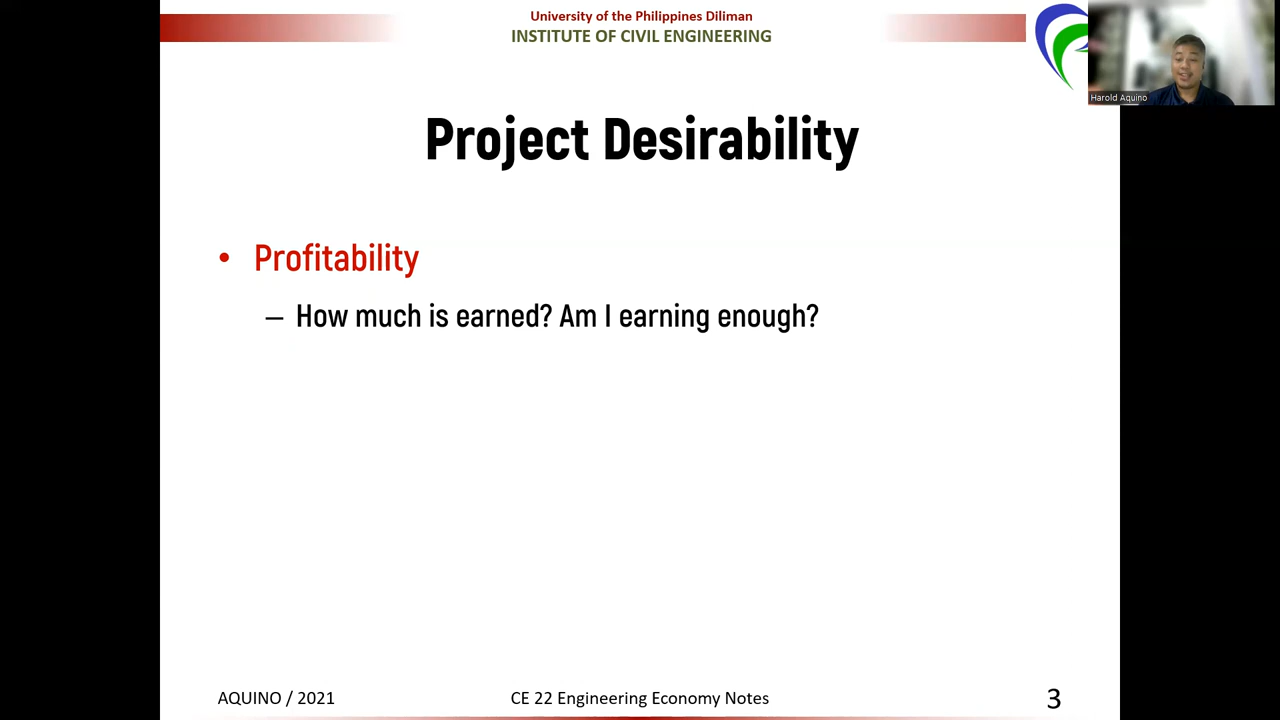 University of the Philippines Diliman
INSTITUTE OF CIVIL ENGINEERING
Harold Aquino
Project Desirability
• Profitability
– How much is earned? Am I earning enough?
AQUINO / 2021
CE 22 Engineering Economy Notes
3